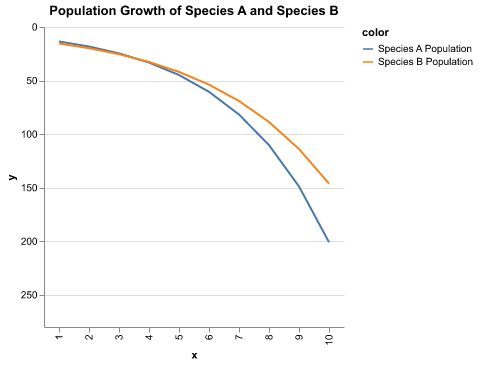 Population Growth of Species A and Species B
color
Species A Population
Species B Population
0
50
100
150
200
250
y
1
2
3
4
5
6
7
8
9
10
x